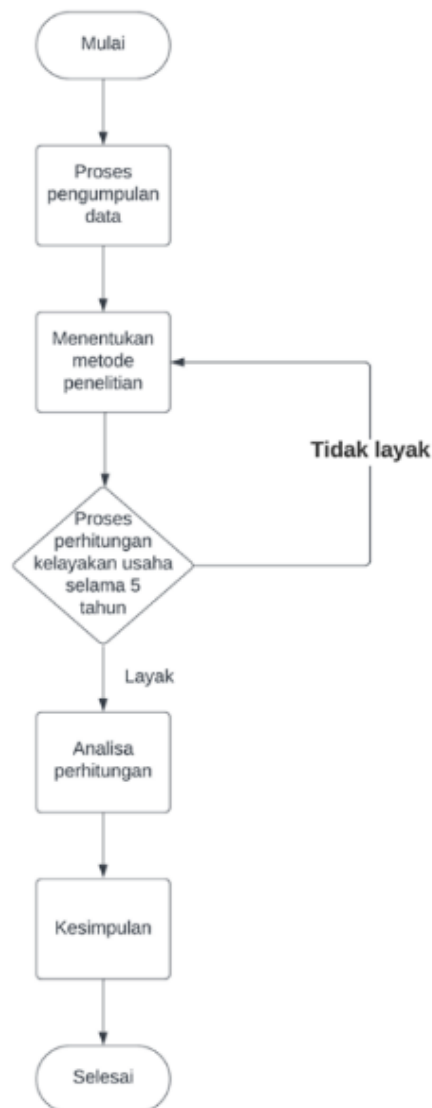 Mulai
Proses
pengumpulan
data
Menentukan
metode
penelitian
Tidak layak
Proses
perhitungan
kelayakan usaha
selama 5
tahun
Layak
Analisa
perhitungan
Kesimpulan
Selesai